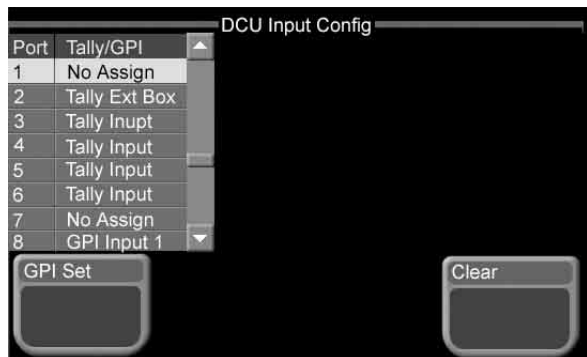 DCU Input Config
Port Tally/GPI
1 No Assign
2 Tally Ext Box
3 Tally Inupt
4 Tally Input
5 Tally Input
6 Tally Input
7 No Assign
8 GPI Input 1
GPI Set Clear